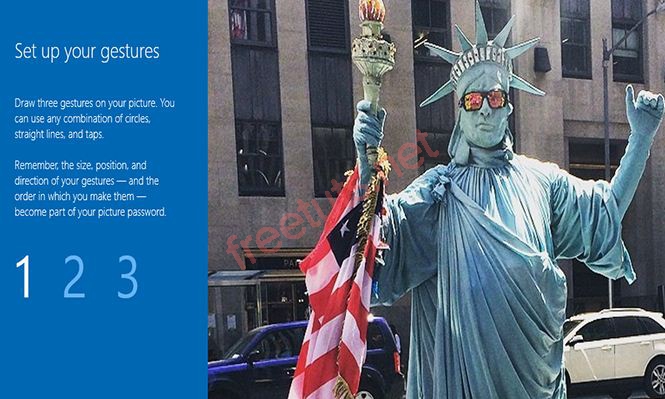 Set up your gestures
Draw three gestures on your picture. You
can use any combination of circles,
straight lines, and taps.
Remember, the size, position, and
direction of your gestures — and the
order in which you make them —
become part of your picture password.
1 2 3